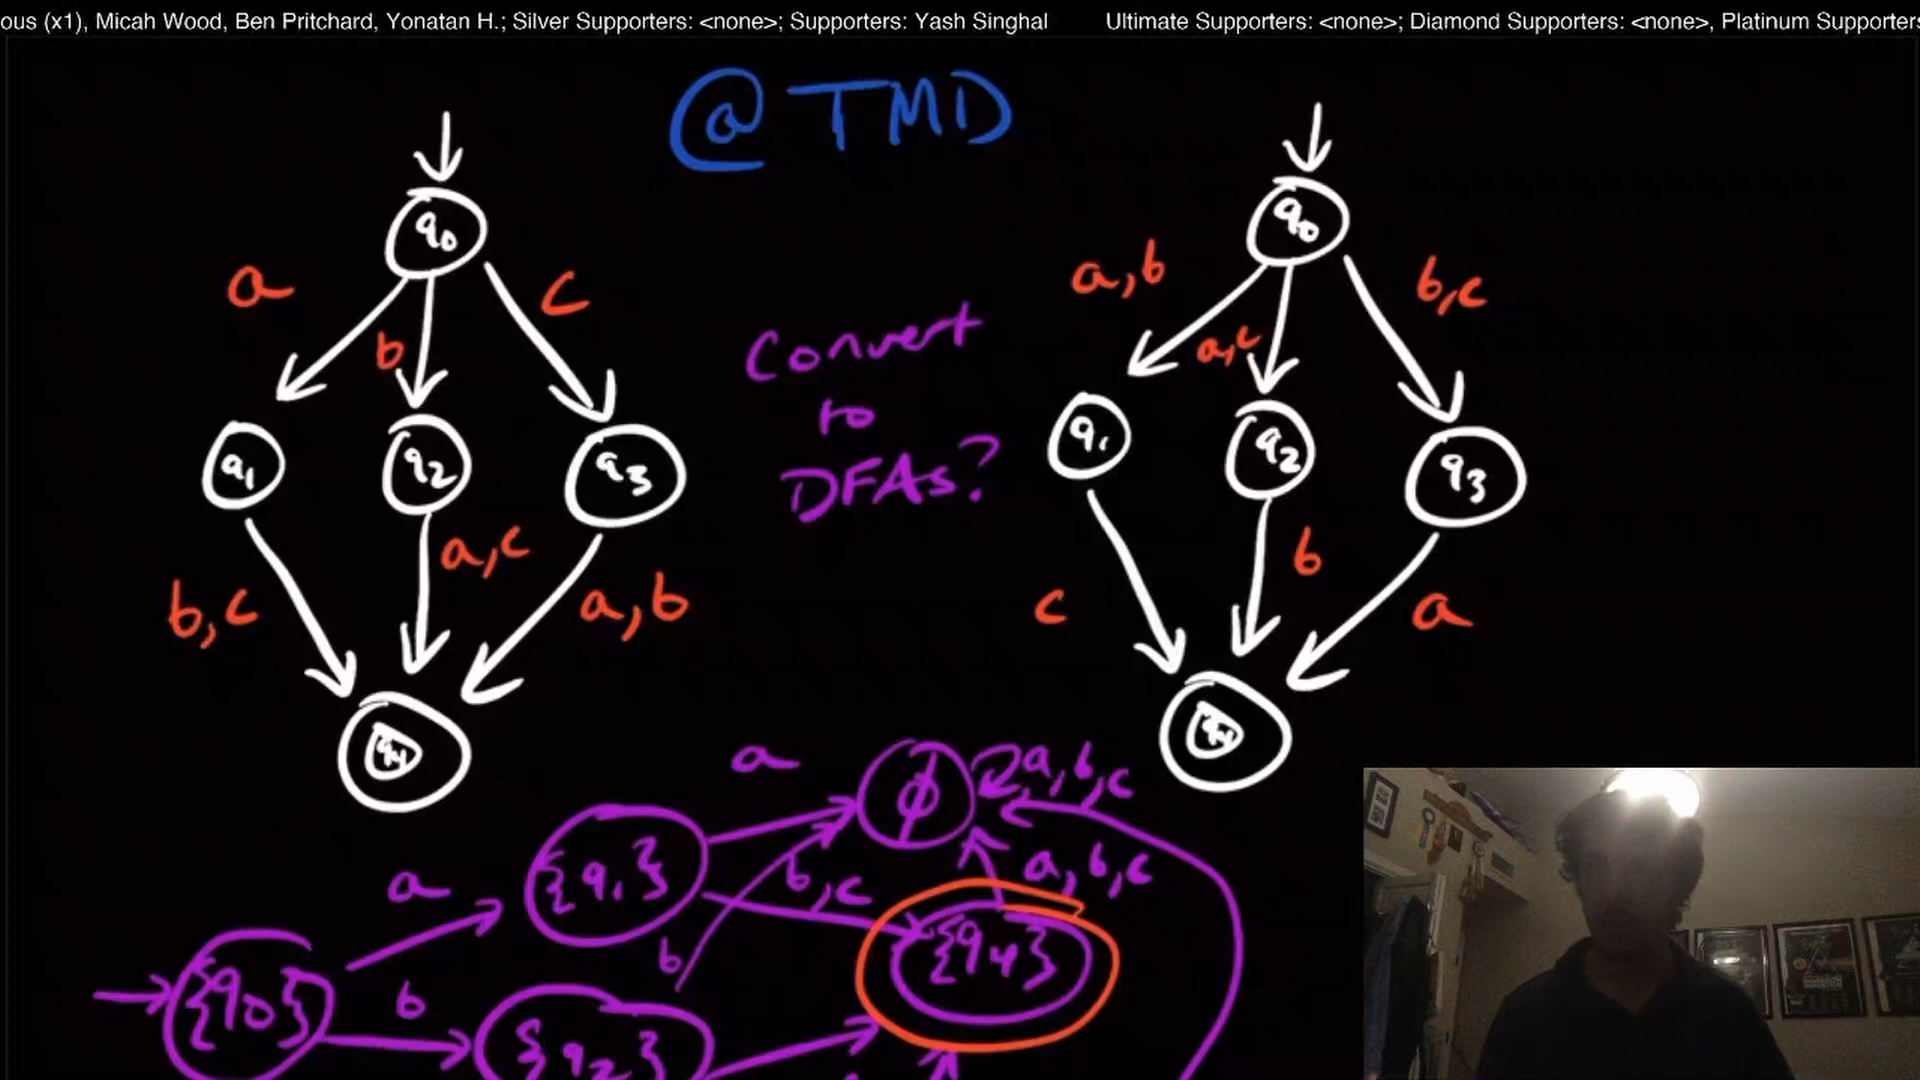 ous (x1), Micah Wood, Ben Pritchard, Yonatan H.; Silver Supporters: <none>; Supporters: Yash Singhal Ultimate Supporters: <none>; Diamond Supporters: <none>, Platinum Supporters
@TMD
q0
a
b
c
q1
q2
q3
b,c
a,c
a,b
q4
Convert
to
DFAs?
q0
a,b
a,c
b,c
q1
q2
q3
c
b
a
q4
a
∅
a,b,c
{q1}
b,c
a,b,c
a
b
{q4}
{q0}
b
{q2}